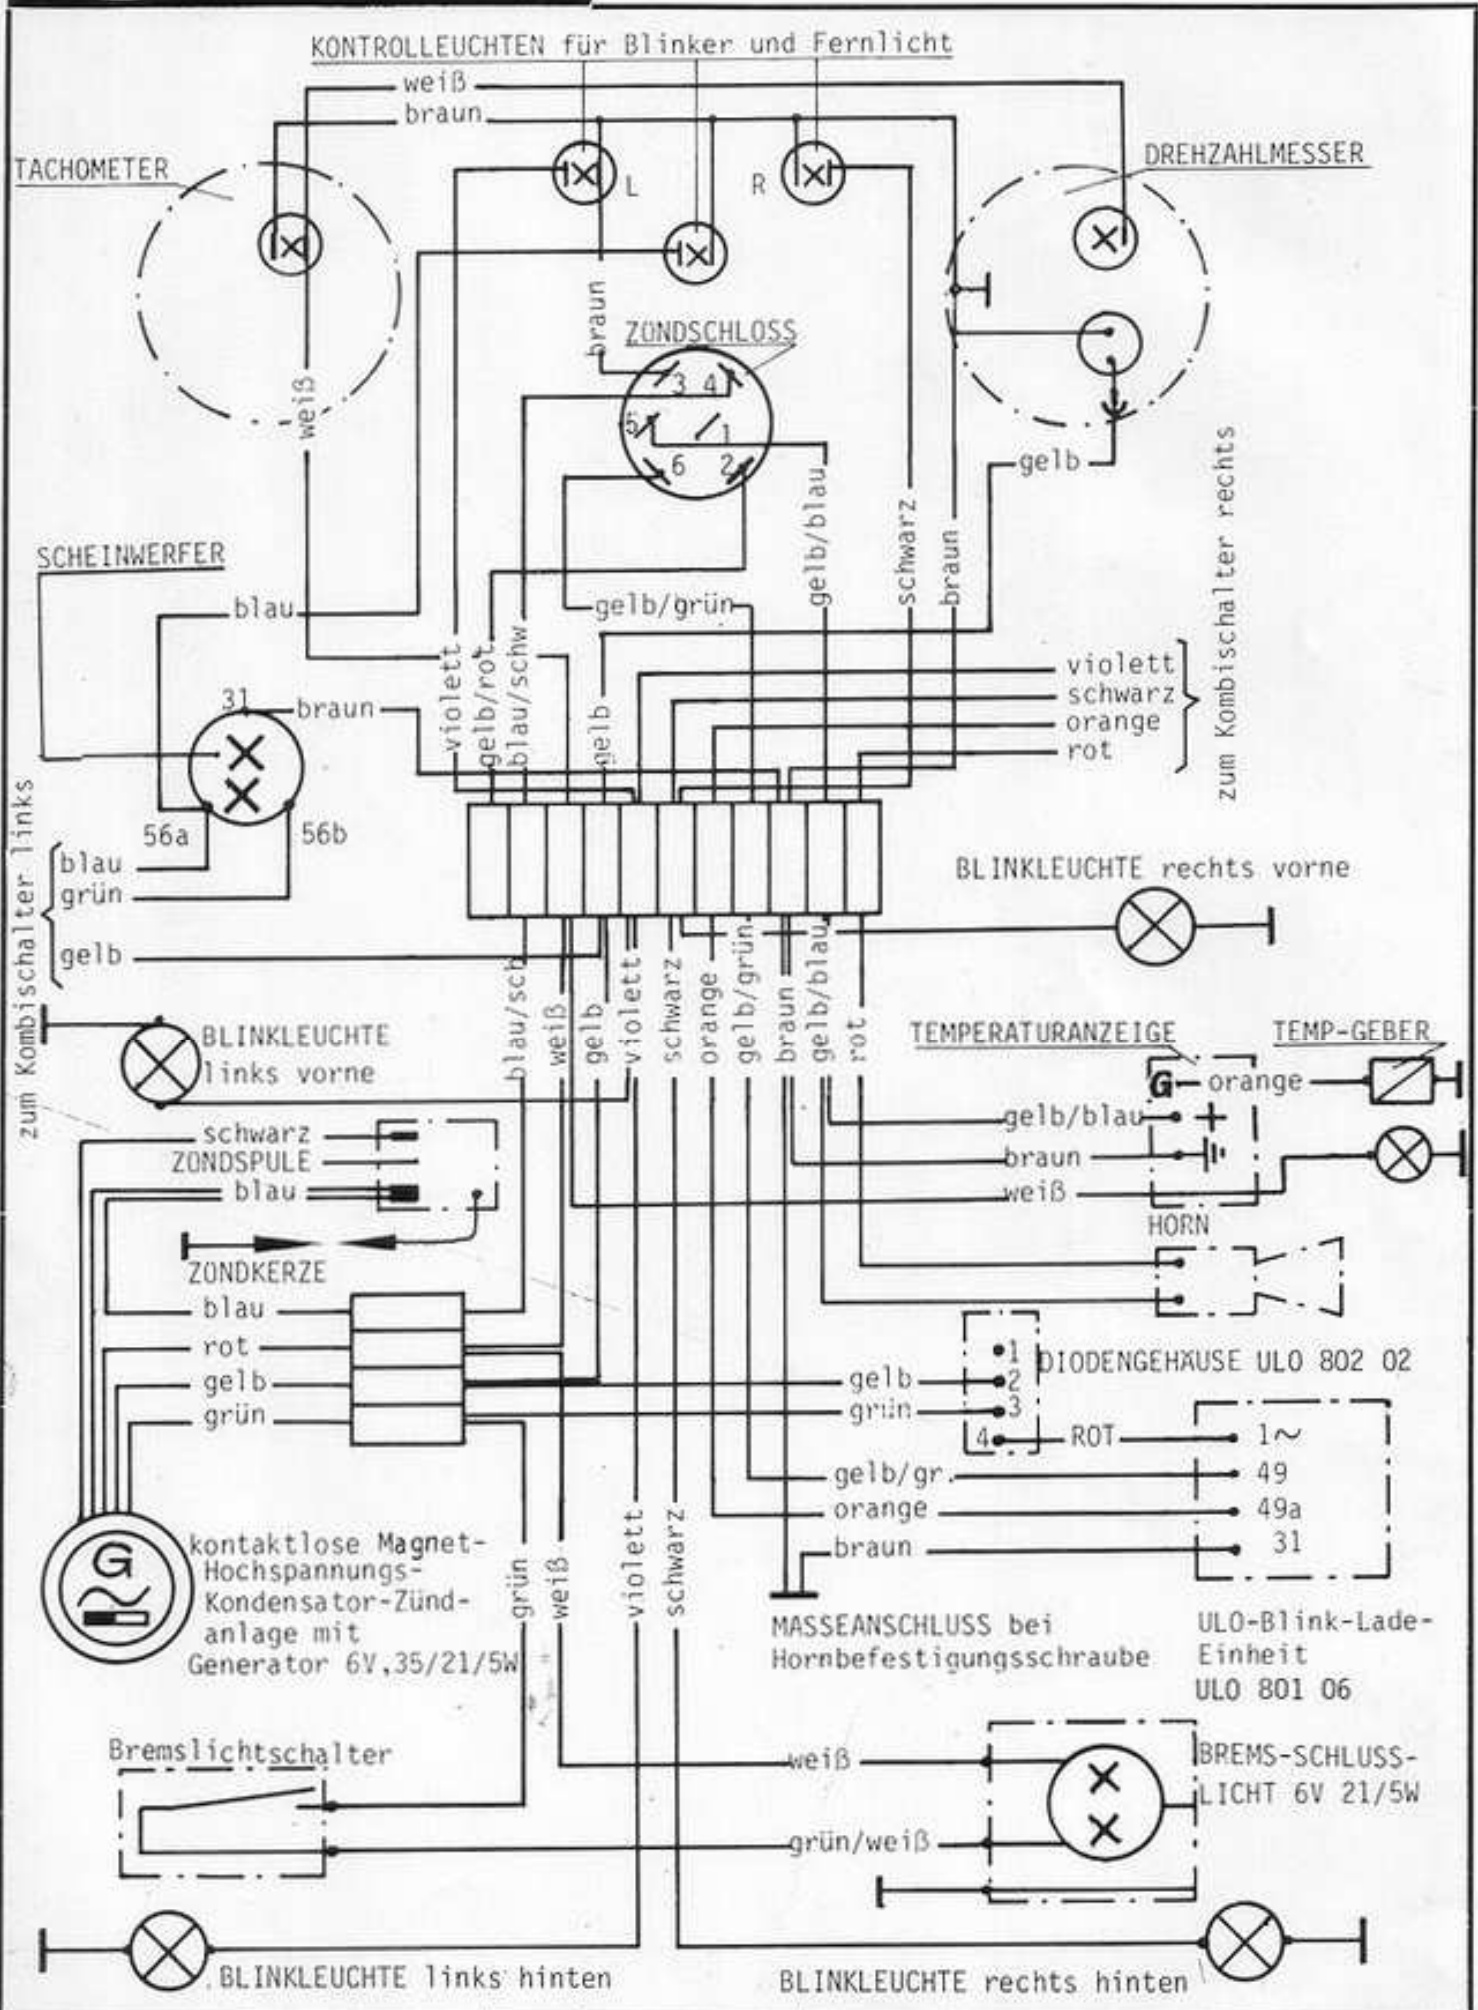 KONTROLLEUCHTEN für Blinker und Fernlicht
weiß
braun
TACHOMETER
DREHZAHLMESSER
L
R
braun
ZÜNDSCHLOSS
3 4
5 1
6 2
weiß
gelb
gelb/blau
schwarz
braun
zum Kombischalter rechts
SCHEINWERFER
blau
gelb/grün
violett
gelb/rot
blau/schw
gelb
violett
schwarz
orange
rot
31
braun
56a
56b
zum Kombischalter links
blau
grün
gelb
BLINKLEUCHTE rechts vorne
blau/sch
weiß
gelb
violett
schwarz
orange
gelb/grün
braun
gelb/blau
rot
BLINKLEUCHTE
links vorne
TEMPERATURANZEIGE
TEMP-GEBER
G
orange
gelb/blau
+
braun
weiß
schwarz
ZÜNDSPULE
blau
ZÜNDKERZE
HORN
blau
rot
gelb
grün
1
2
3
4
DIODENGEHÄUSE ULO 802 02
gelb
grün
ROT
1~
gelb/gr.
49
orange
49a
braun
31
G
kontaktlose Magnet-
Hochspannungs-
Kondensator-Zünd-
anlage mit
Generator 6V,35/21/5W
grün
weiß
violett
schwarz
MASSEANSCHLUSS bei
Hornbefestigungsschraube
ULO-Blink-Lade-
Einheit
ULO 801 06
Bremslichtschalter
weiß
grün/weiß
BREMS-SCHLUSS-
LICHT 6V 21/5W
BLINKLEUCHTE links hinten
BLINKLEUCHTE rechts hinten